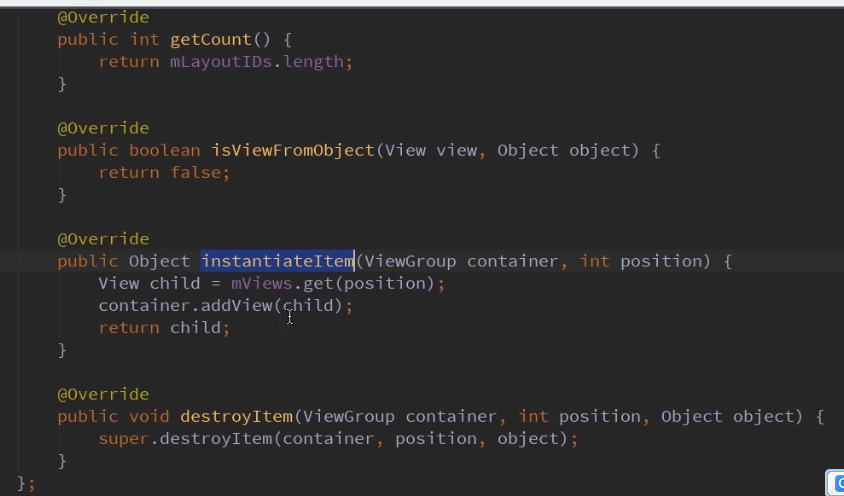 @Override
public int getCount() {
return mLayoutIDs.length;
}
@Override
public boolean isViewFromObject(View view, Object object) {
return false;
}
@Override
public Object instantiateItem(ViewGroup container, int position) {
View child = mViews.get(position);
container.addView(child);
return child;
}
@Override
public void destroyItem(ViewGroup container, int position, Object object) {
super.destroyItem(container, position, object);
}
};